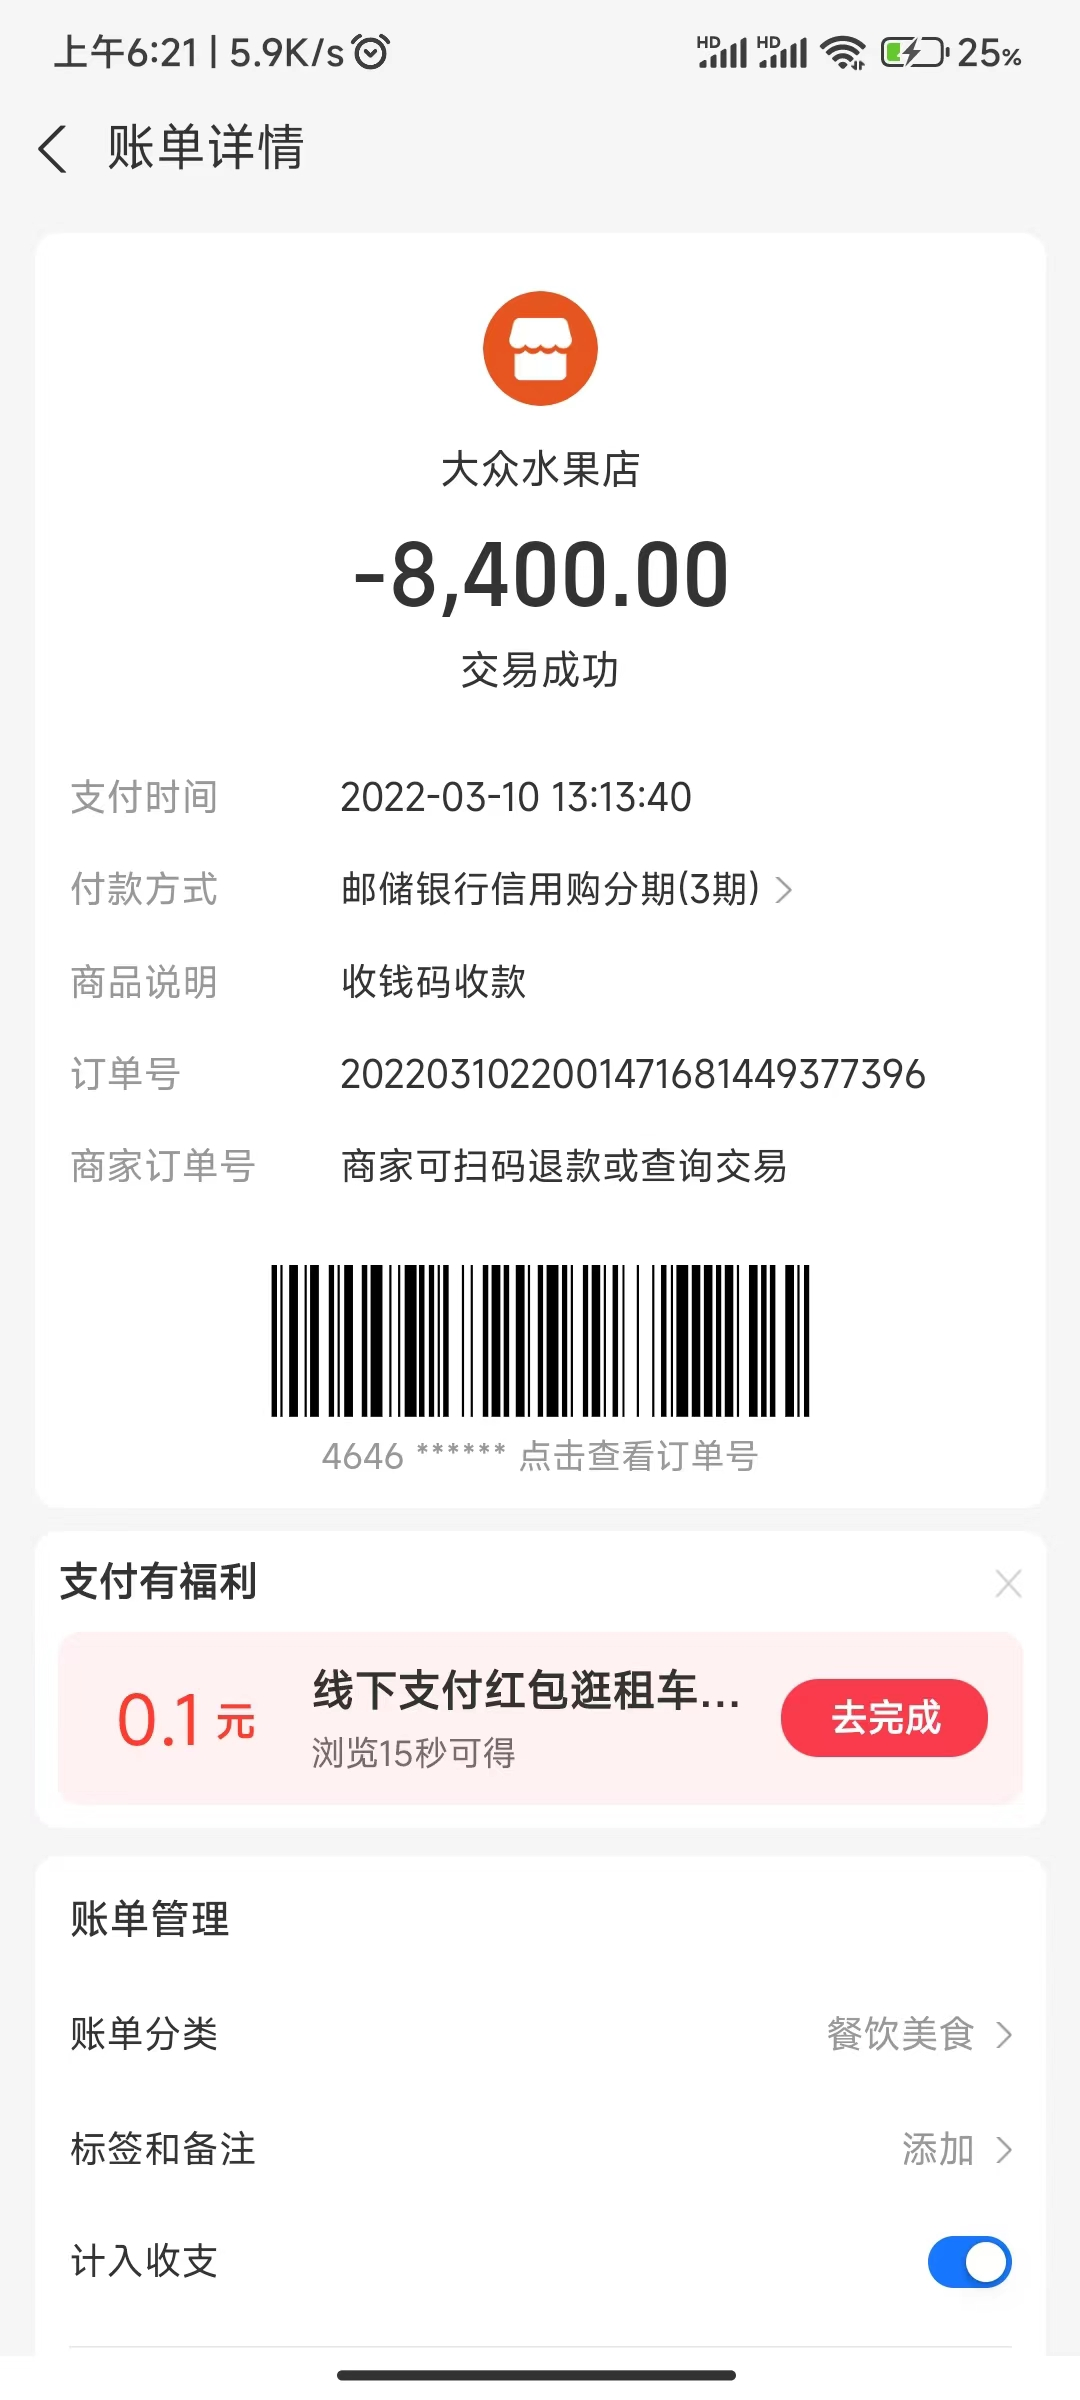 上午6:21 | 5.9K/s
HD HD 25%
账单详情
大众水果店
-8,400.00
交易成功
支付时间 2022-03-10 13:13:40
付款方式 邮储银行信用购分期(3期)
商品说明 收钱码收款
订单号 2022031022001471681449377396
商家订单号 商家可扫码退款或查询交易
4646 ****** 点击查看订单号
支付有福利
0.1 元 线下支付红包逛租车... 去完成
浏览15秒可得
账单管理
账单分类 餐饮美食
标签和备注 添加
计入收支